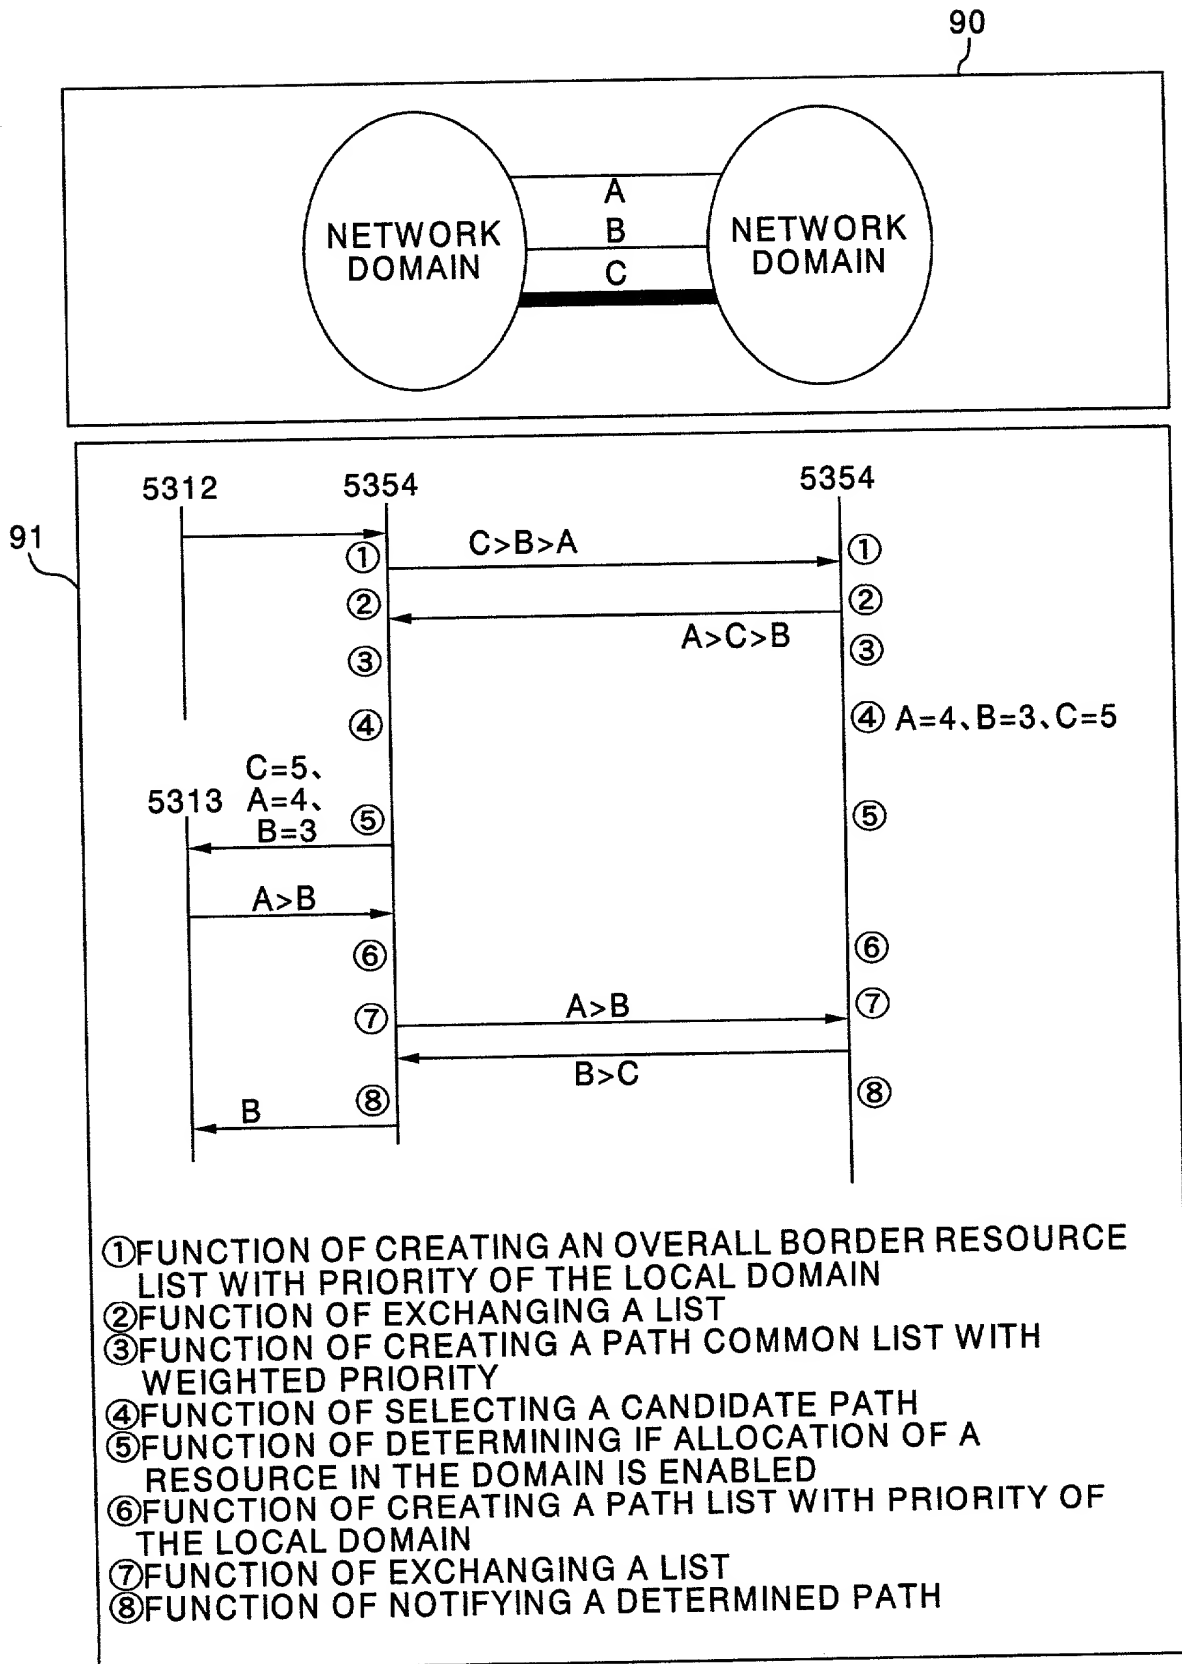 90
A
NETWORK DOMAIN
B
NETWORK DOMAIN
C
91
5312
5354
5354
C>B>A
①
①
②
②
A>C>B
③
③
④
④ A=4、B=3、C=5
C=5、
5313 A=4、
B=3
⑤
⑤
A>B
⑥
⑥
A>B
⑦
⑦
B>C
B
⑧
⑧
①FUNCTION OF CREATING AN OVERALL BORDER RESOURCE
LIST WITH PRIORITY OF THE LOCAL DOMAIN
②FUNCTION OF EXCHANGING A LIST
③FUNCTION OF CREATING A PATH COMMON LIST WITH
WEIGHTED PRIORITY
④FUNCTION OF SELECTING A CANDIDATE PATH
⑤FUNCTION OF DETERMINING IF ALLOCATION OF A
RESOURCE IN THE DOMAIN IS ENABLED
⑥FUNCTION OF CREATING A PATH LIST WITH PRIORITY OF
THE LOCAL DOMAIN
⑦FUNCTION OF EXCHANGING A LIST
⑧FUNCTION OF NOTIFYING A DETERMINED PATH